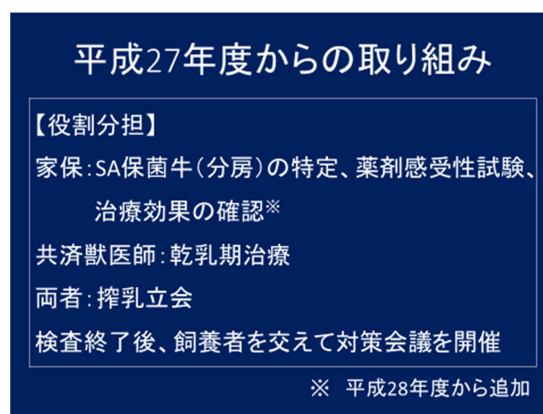 平成27年度からの取り組み
【役割分担】
家保：SA保菌牛（分房）の特定、薬剤感受性試験、
治療効果の確認※
共済獣医師：乾乳期治療
両者：搾乳立会
検査終了後、飼養者を交えて対策会議を開催
※　平成28年度から追加